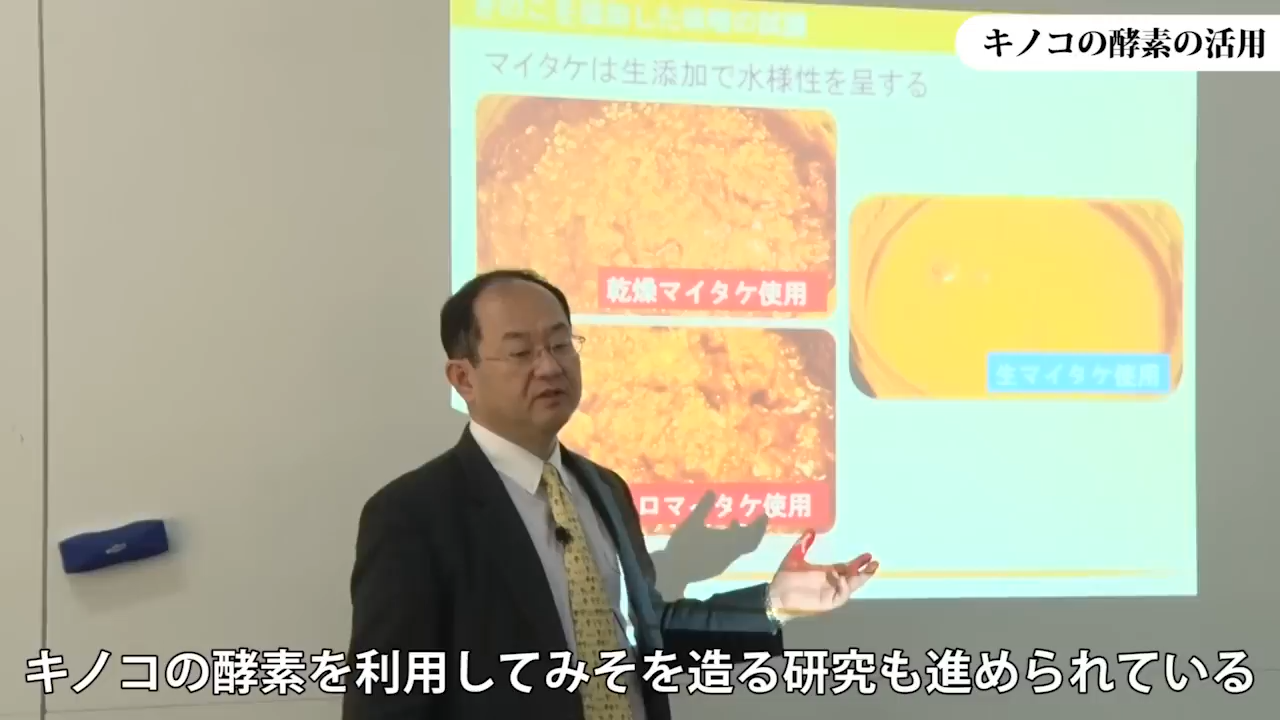 キノコの酵素の活用
マイタケは生添加で水様性を呈する
乾燥マイタケ使用
生マイタケ使用
ロマイタケ使用
キノコの酵素を利用してみそを造る研究も進められている